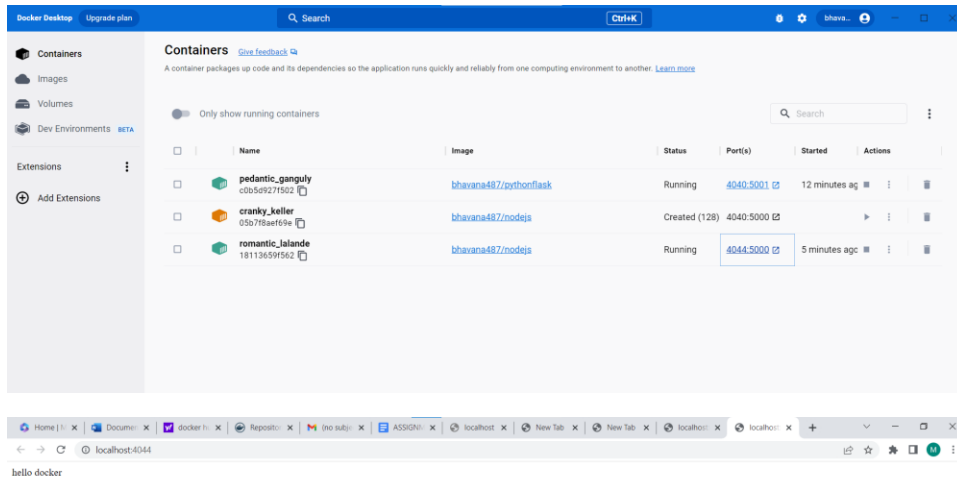 Docker Desktop Upgrade plan Search Ctrl+K bhava...
Containers
Images
Volumes
Dev Environments BETA
Extensions
Add Extensions
Containers Give feedback
A container packages up code and its dependencies so the application runs quickly and reliably from one computing environment to another. Learn more
Only show running containers Search
Name Image Status Port(s) Started Actions
pedantic_ganguly bhavana487/pythonflask Running 4040:5001 12 minutes ag
c0b5d927f502
cranky_keller bhavana487/nodejs Created (128) 4040:5000
05b7f8aef69e
romantic_lalande bhavana487/nodejs Running 4044:5000 5 minutes agc
18113659f562
Home | Documen docker h Repositor (no subje ASSIGN localhost New Tab New Tab localhost localhost
localhost:4044 M
hello docker